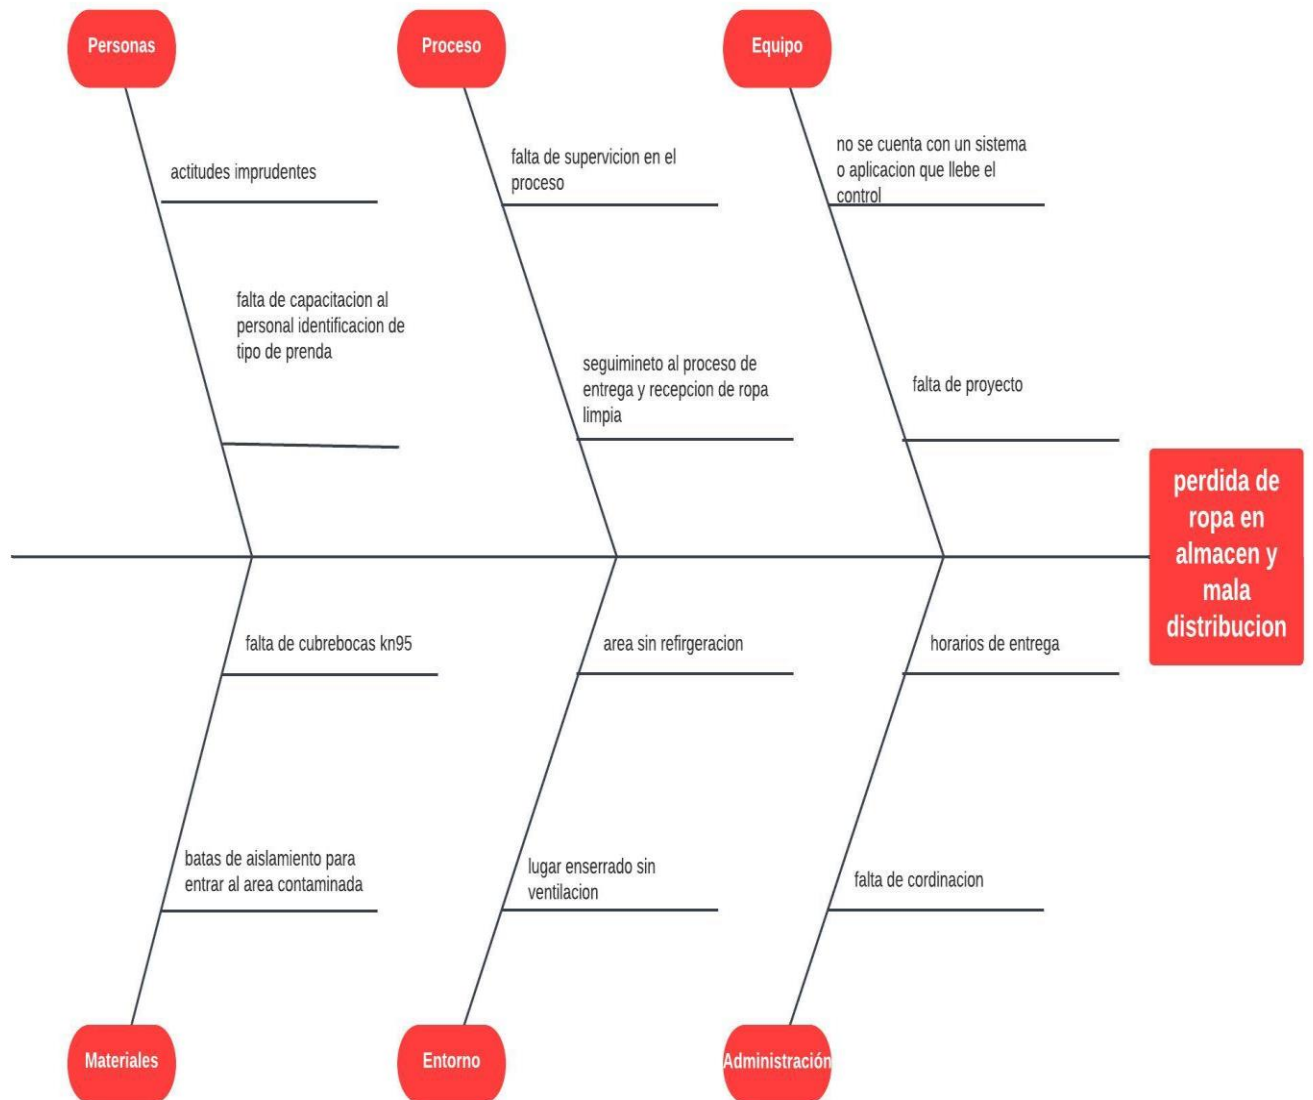 Personas
Proceso
Equipo
actitudes imprudentes
falta de supervicion en el
proceso
no se cuenta con un sistema
o aplicacion que llebe el
control
falta de capacitacion al
personal identificacion de
tipo de prenda
seguimineto al proceso de
entrega y recepcion de ropa
limpia
falta de proyecto
perdida de
ropa en
almacen y
mala
distribucion
falta de cubrebocas kn95
area sin refirgeracion
horarios de entrega
batas de aislamiento para
entrar al area contaminada
lugar enserrado sin
ventilacion
falta de cordinacion
Materiales
Entorno
Administración